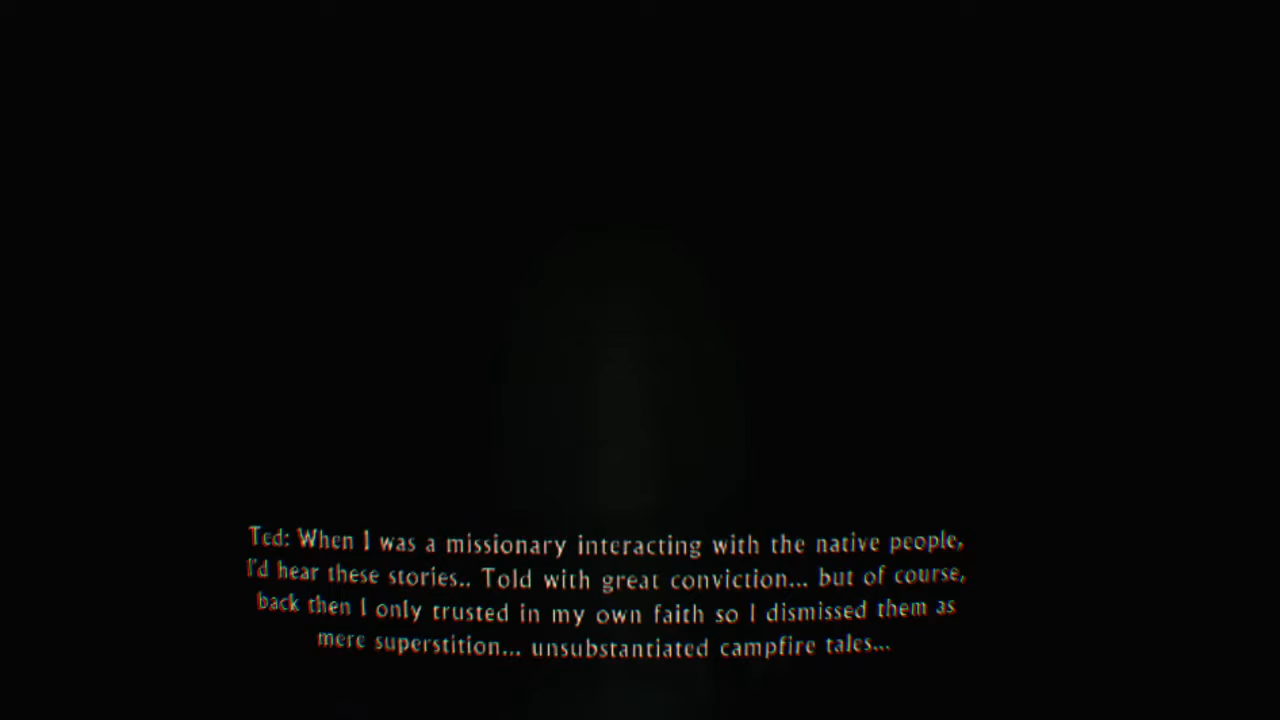 Ted: When I was a missionary interacting with the native people,
I'd hear these stories.. Told with great conviction... but of course,
back then I only trusted in my own faith so I dismissed them as
mere superstition... unsubstantiated campfire tales...